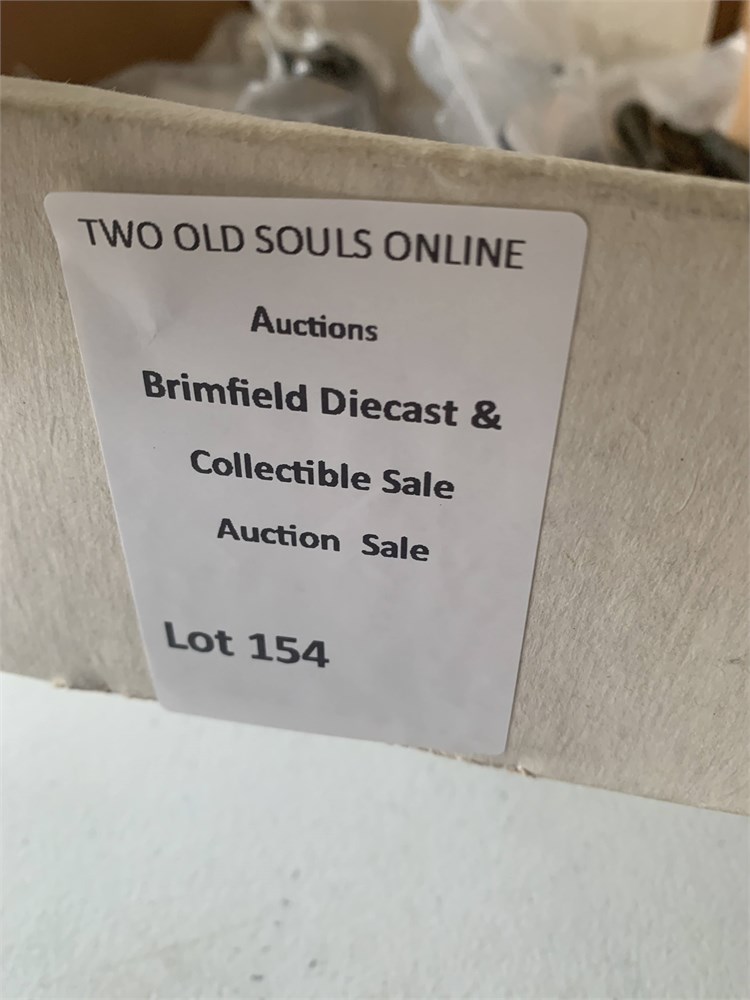 TWO OLD SOULS ONLINE
Auctions
Brimfield Diecast &
Collectible Sale
Auction Sale
Lot 154